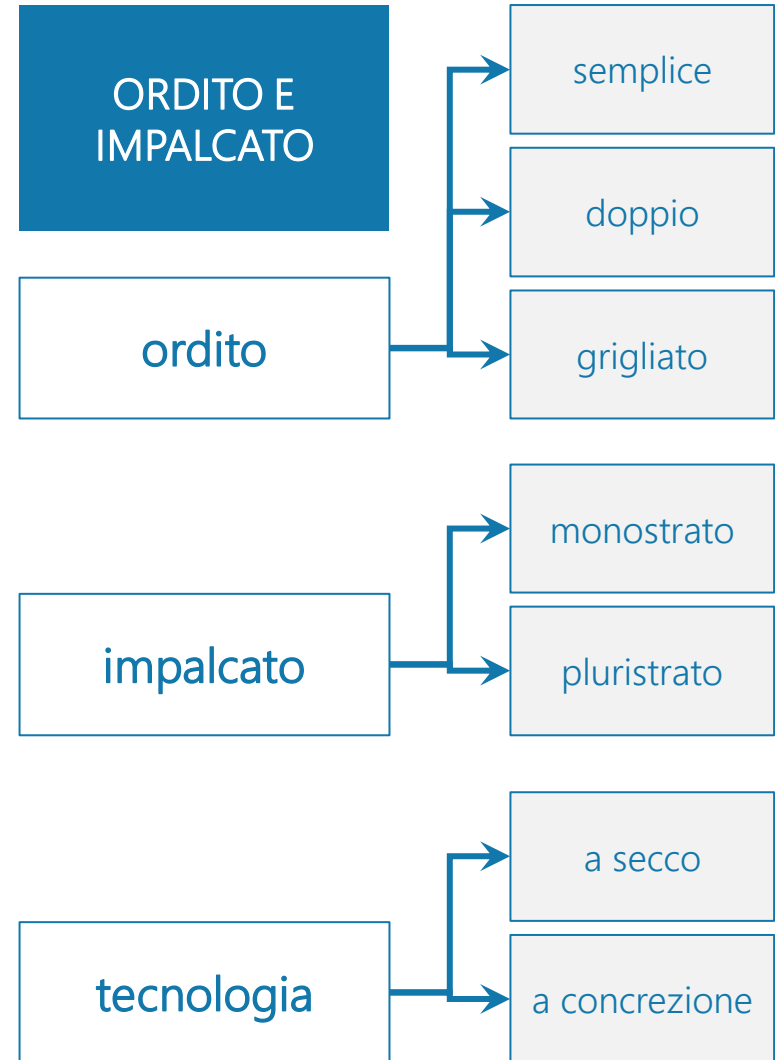 ORDITO E
IMPALCATO
ordito
semplice
doppio
grigliato
impalcato
monostrato
pluristrato
tecnologia
a secco
a concrezione